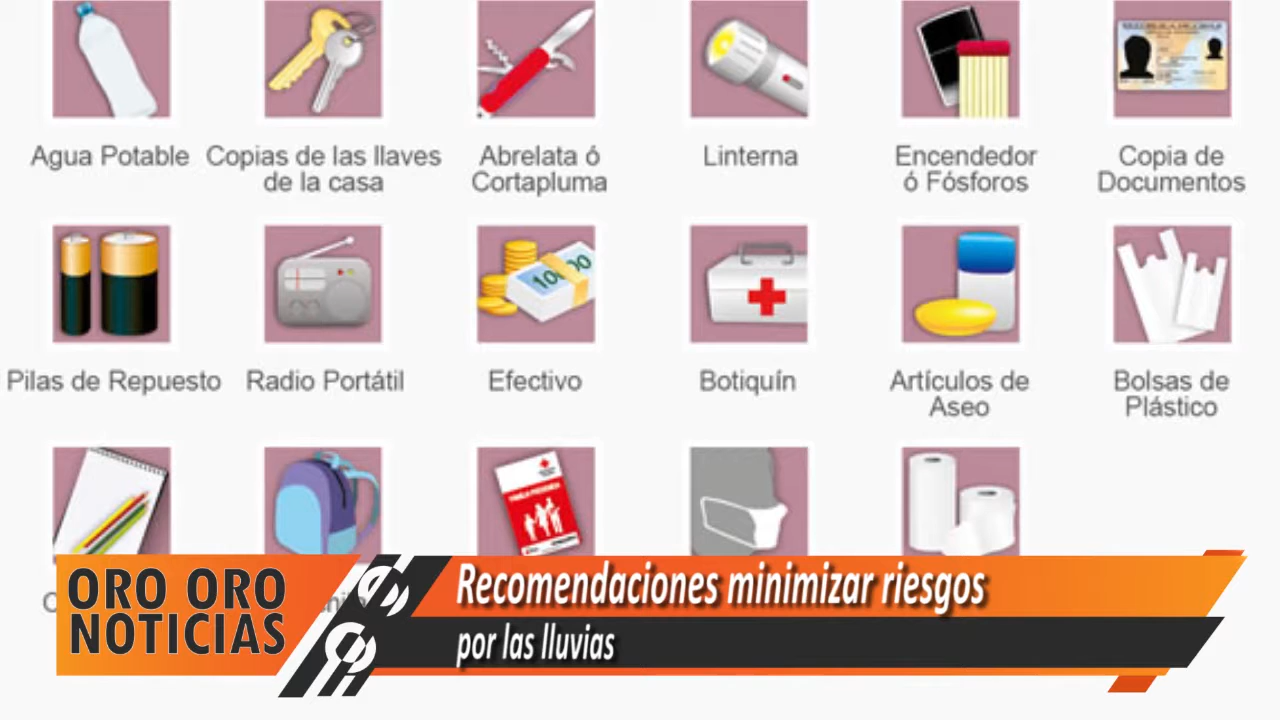 Agua Potable
Copias de las llaves
de la casa
Abrelata ó
Cortapluma
Linterna
Encendedor
ó Fósforos
Copia de
Documentos
Pilas de Repuesto
Radio Portátil
Efectivo
Botiquín
Artículos de
Aseo
Bolsas de
Plástico
ORO ORO
NOTICIAS
Recomendaciones minimizar riesgos
por las lluvias